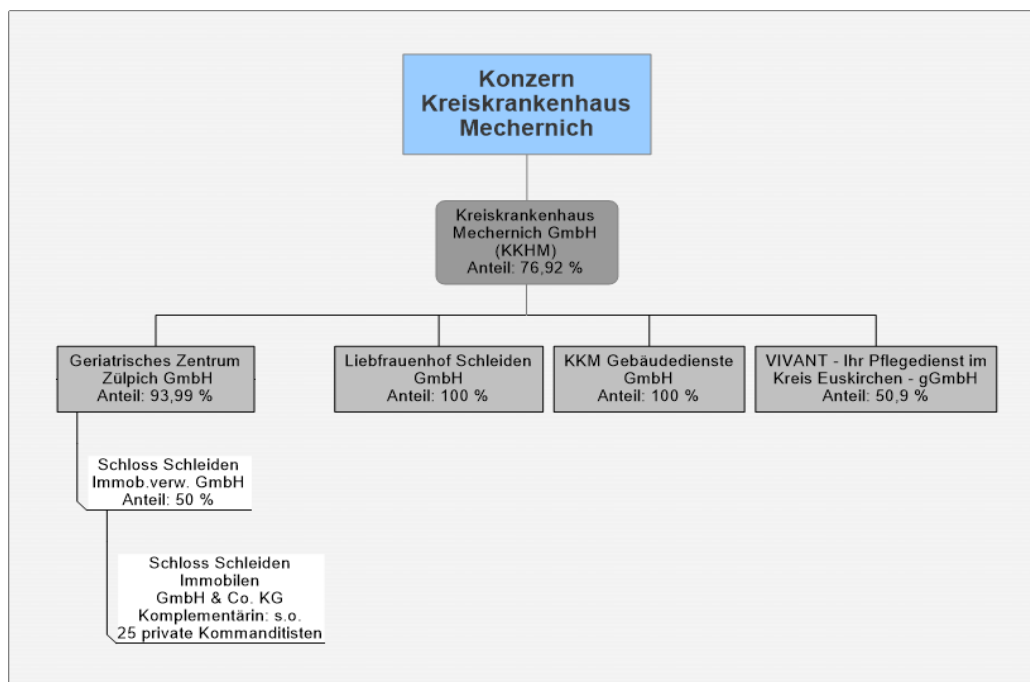 Konzern
Kreiskrankenhaus
Mechernich
Kreiskrankenhaus
Mechernich GmbH
(KKHM)
Anteil: 76,92 %
Geriatrisches Zentrum
Zülpich GmbH
Anteil: 93,99 %
Liebfrauenhof Schleiden
GmbH
Anteil: 100 %
KKM Gebäudedienste
GmbH
Anteil: 100 %
VIVANT - Ihr Pflegedienst im
Kreis Euskirchen - gGmbH
Anteil: 50,9 %
Schloss Schleiden
Immob.verw. GmbH
Anteil: 50 %
Schloss Schleiden
Immobilen
GmbH & Co. KG
Komplementärin: s.o.
25 private Kommanditisten